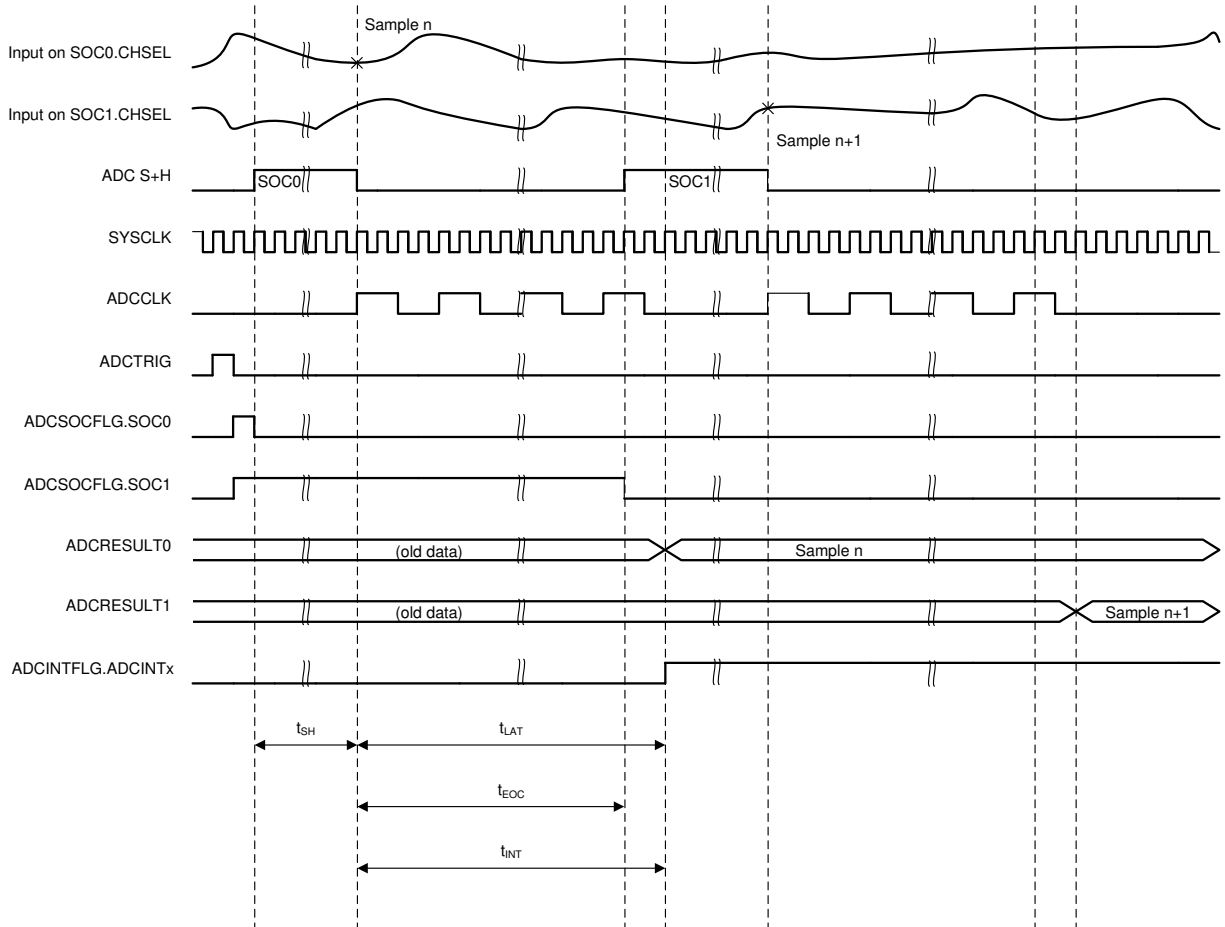 Sample n
Input on SOC0.CHSEL
Input on SOC1.CHSEL
Sample n+1
ADC S+H
SOC0
SOC1
SYSCLK
ADCCLK
ADCTRIG
ADCSOCFLG.SOC0
ADCSOCFLG.SOC1
ADCRESULT0
(old data)
Sample n
ADCRESULT1
(old data)
Sample n+1
ADCINTFLG.ADCINTx
tSH
tLAT
tEOC
tINT